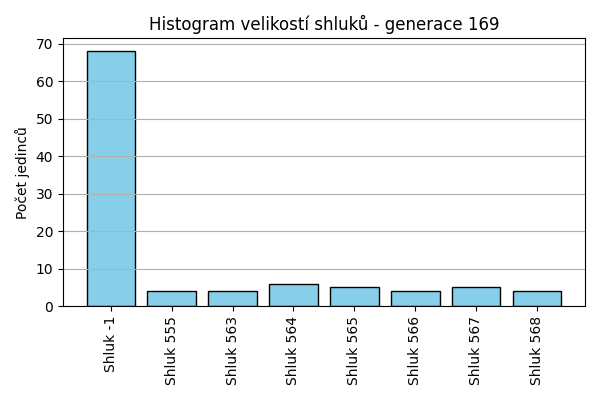 Histogram velikostí shluků - generace 169
Počet jedinců
70
60
50
40
30
20
10
0
Shluk -1
Shluk 555
Shluk 563
Shluk 564
Shluk 565
Shluk 566
Shluk 567
Shluk 568